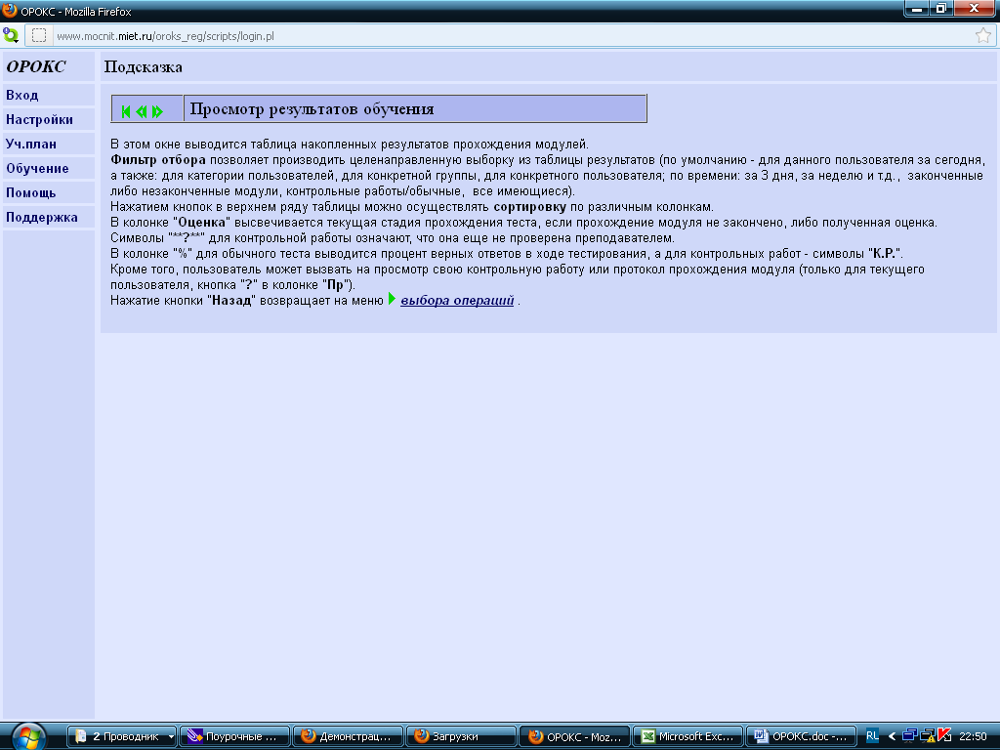 ОРОКС - Mozilla Firefox
www.mocnit.miet.ru/oroks_reg/scripts/login.pl
ОРОКС
Вход
Настройки
Уч.план
Обучение
Помощь
Поддержка
Подсказка
Просмотр результатов обучения
В этом окне выводится таблица накопленных результатов прохождения модулей.
Фильтр отбора позволяет производить целенаправленную выборку из таблицы результатов (по умолчанию - для данного пользователя за сегодня,
а также: для категории пользователей, для конкретной группы, для конкретного пользователя; по времени: за 3 дня, за неделю и т.д., законченные
либо незаконченные модули, контрольные работы/обычные, все имеющиеся).
Нажатием кнопок в верхнем ряду таблицы можно осуществлять сортировку по различным колонкам.
В колонке "Оценка" высвечивается текущая стадия прохождения теста, если прохождение модуля не закончено, либо полученная оценка.
Символы "**?**" для контрольной работы означают, что она еще не проверена преподавателем.
В колонке "%" для обычного теста выводится процент верных ответов в ходе тестирования, а для контрольных работ - символы "К.Р.".
Кроме того, пользователь может вызвать на просмотр свою контрольную работу или протокол прохождения модуля (только для текущего
пользователя, кнопка "?" в колонке "Пр").
Нажатие кнопки "Назад" возвращает на меню выбора операций .
2 Проводник
Поурочные ...
Демонстрац...
Загрузки
ОРОКС - Moz...
Microsoft Exc...
ОРОКС.doc -...
RL
22:50